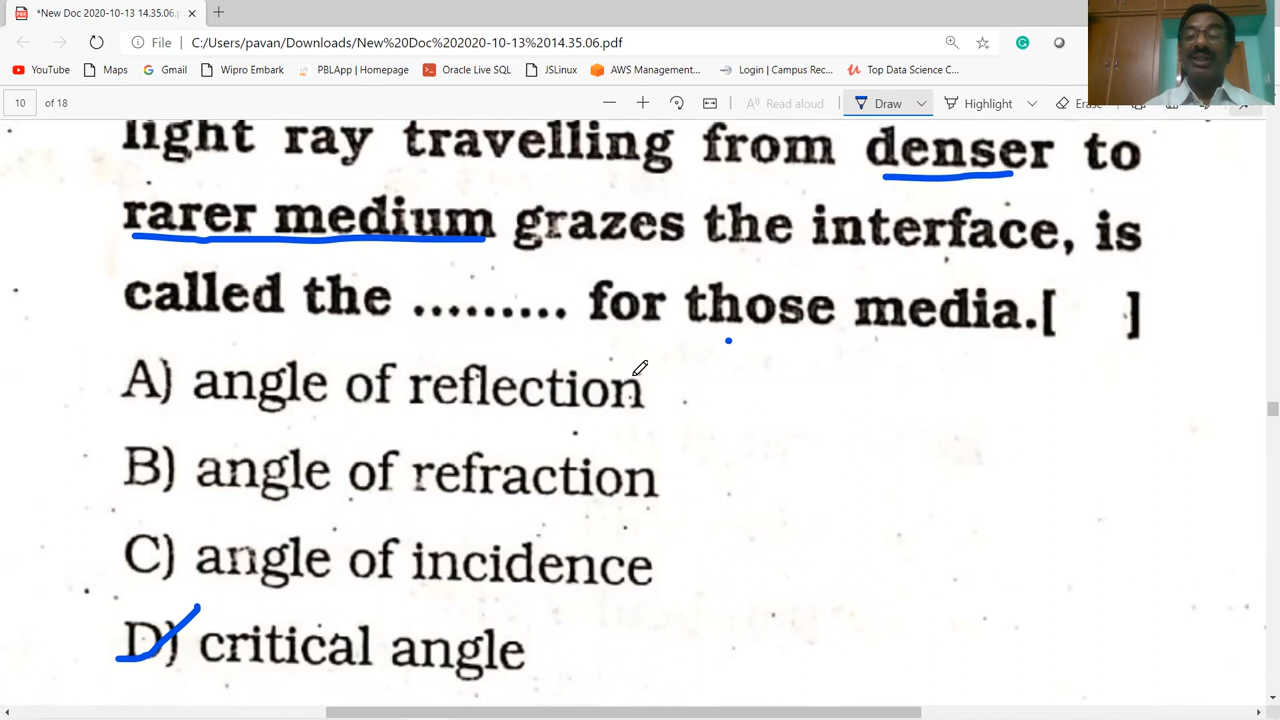 *New Doc 2020-10-13 14.35.06.p
File C:/Users/pavan/Downloads/New%20Doc%202020-10-13%2014.35.06.pdf
YouTube Maps Gmail Wipro Embark PBLApp | Homepage Oracle Live SQL JSLinux AWS Management... Login | Campus Rec... Top Data Science C...
10 of 18 Read aloud Draw Highlight Erase
light ray travelling from denser to
rarer medium grazes the interface, is
called the ......... for those media.[ ]
A) angle of reflection
B) angle of refraction
C) angle of incidence
D) critical angle